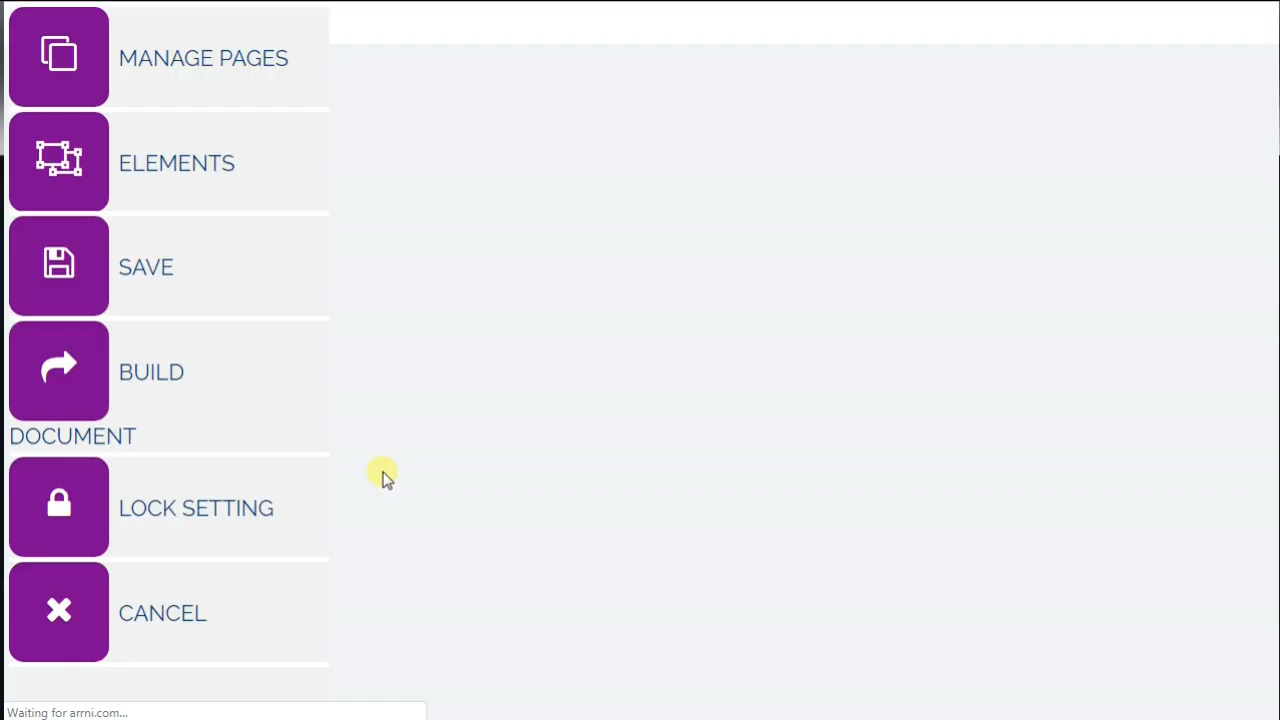 MANAGE PAGES
ELEMENTS
SAVE
BUILD
DOCUMENT
LOCK SETTING
CANCEL
Waiting for arrni.com...